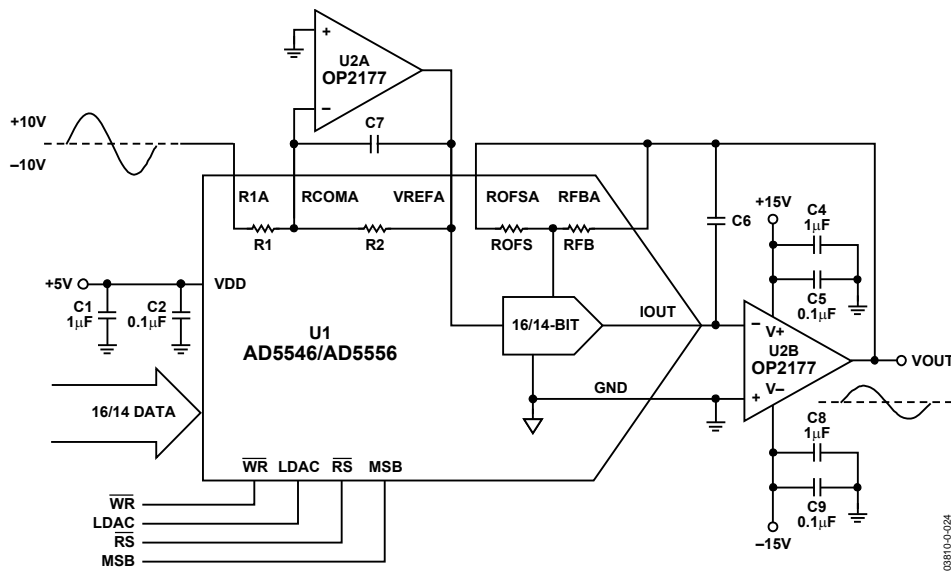 U2A
OP2177
+
−
C7
+10V
–10V
R1A
RCOMA
VREFA
ROFSA
RFBA
R1
R2
ROFS
RFB
C6
+15V
C4
1µF
C5
0.1µF
+5V
C1
1µF
C2
0.1µF
VDD
U1
AD5546/AD5556
16/14-BIT
IOUT
GND
−
V+
U2B
OP2177
V−
+
VOUT
16/14 DATA
C8
1µF
C9
0.1µF
–15V
WR LDAC RS MSB
WR
LDAC
RS
MSB
03810-0-024